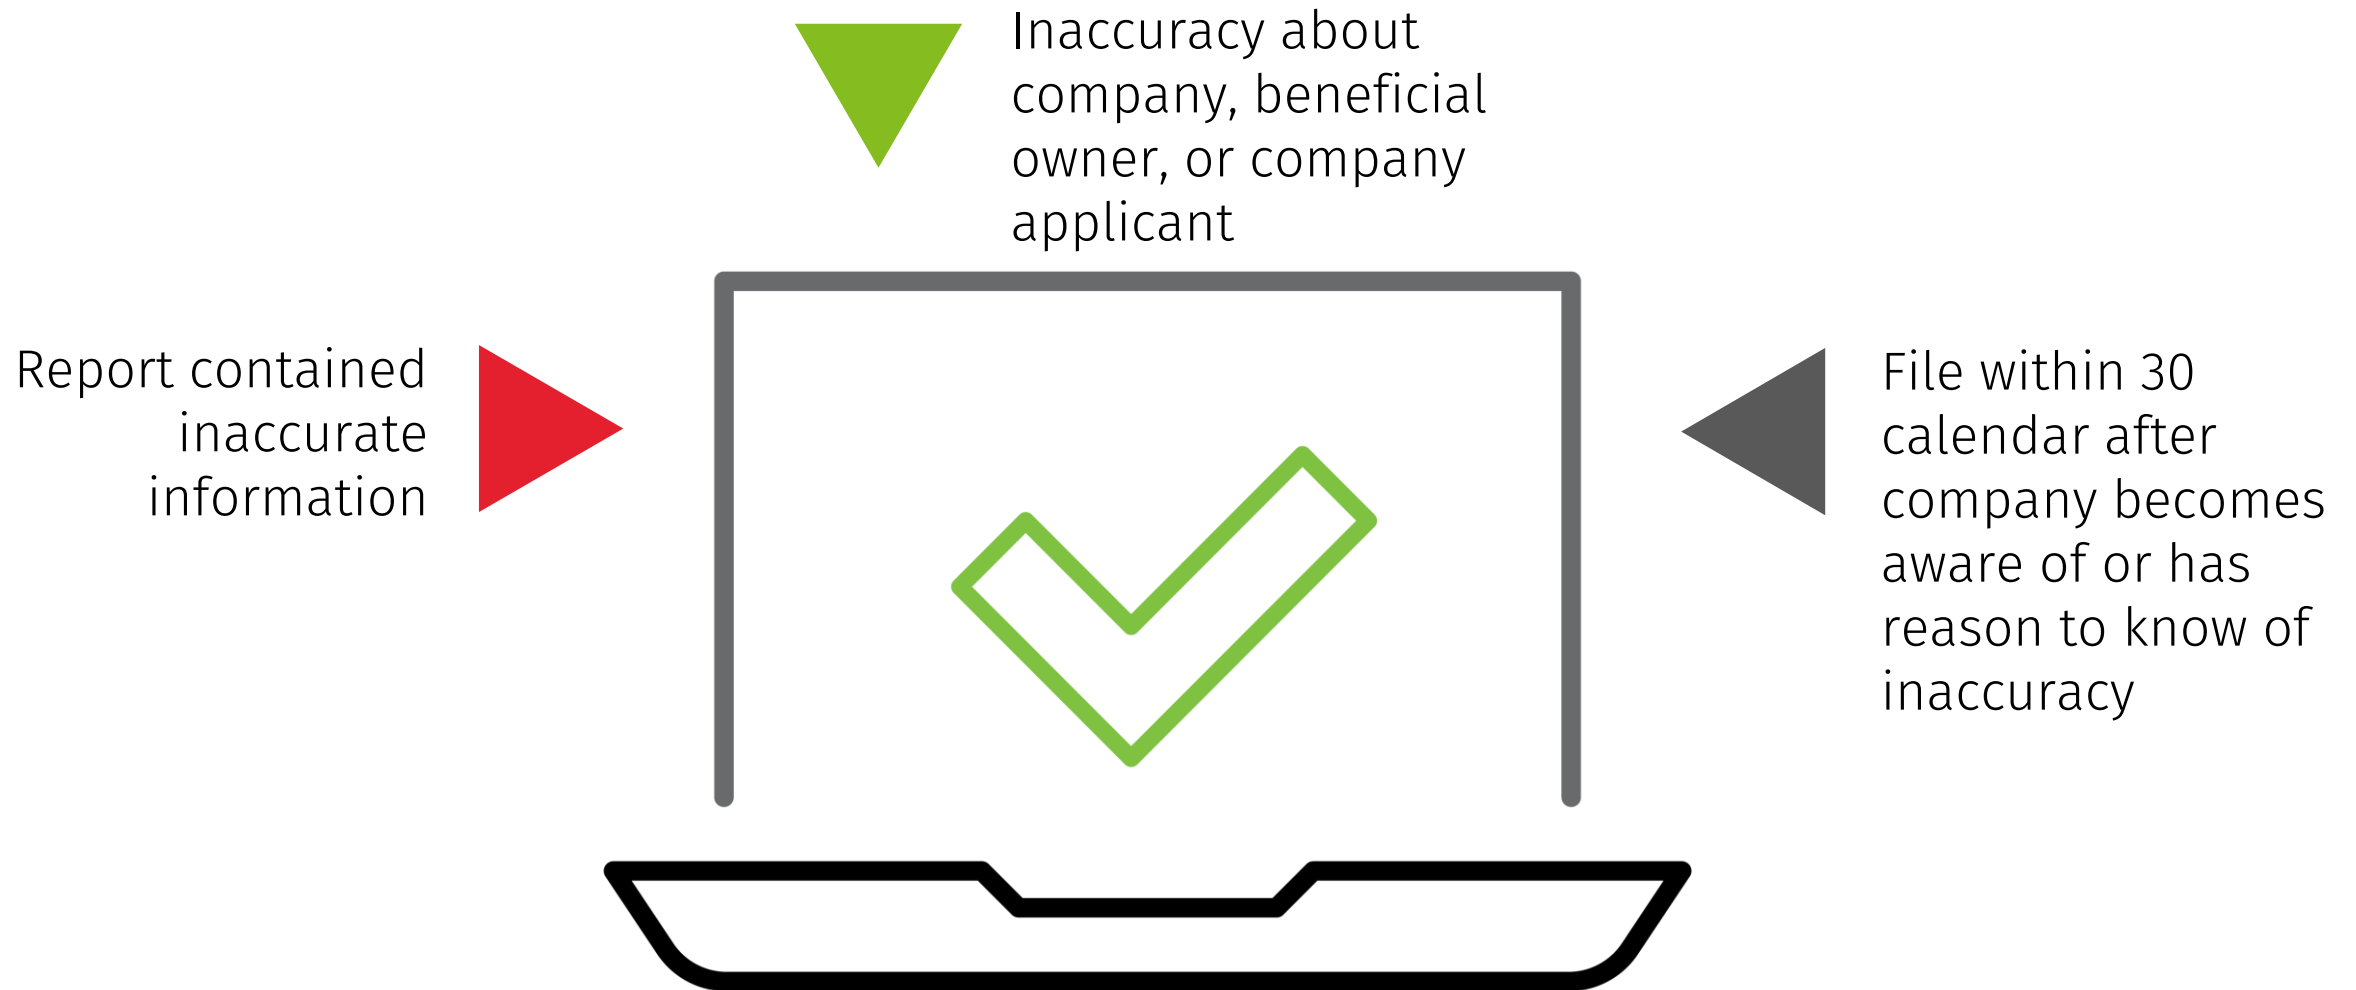 Inaccuracy about
company, beneficial
owner, or company
applicant
Report contained
inaccurate
information
File within 30
calendar after
company becomes
aware of or has
reason to know of
inaccuracy